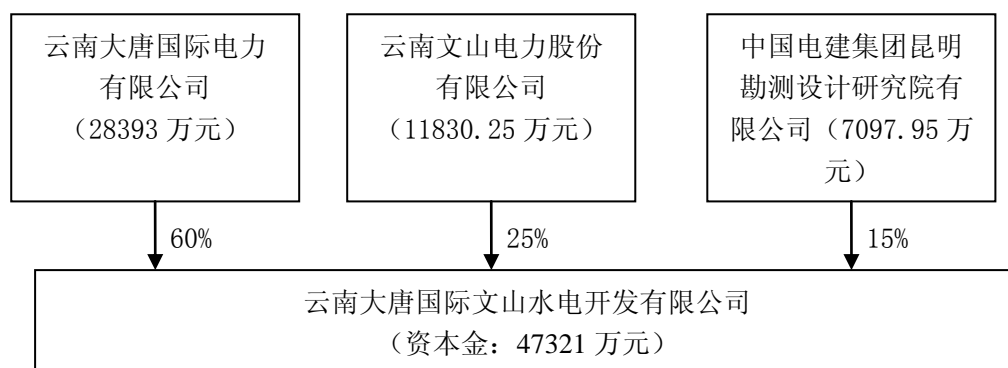 云南大唐国际电力
有限公司
（28393 万元）
云南文山电力股份
有限公司
（11830.25 万元）
中国电建集团昆明
勘测设计研究院有
限公司（7097.95 万
元）
60%
25%
15%
云南大唐国际文山水电开发有限公司
（资本金：47321 万元）